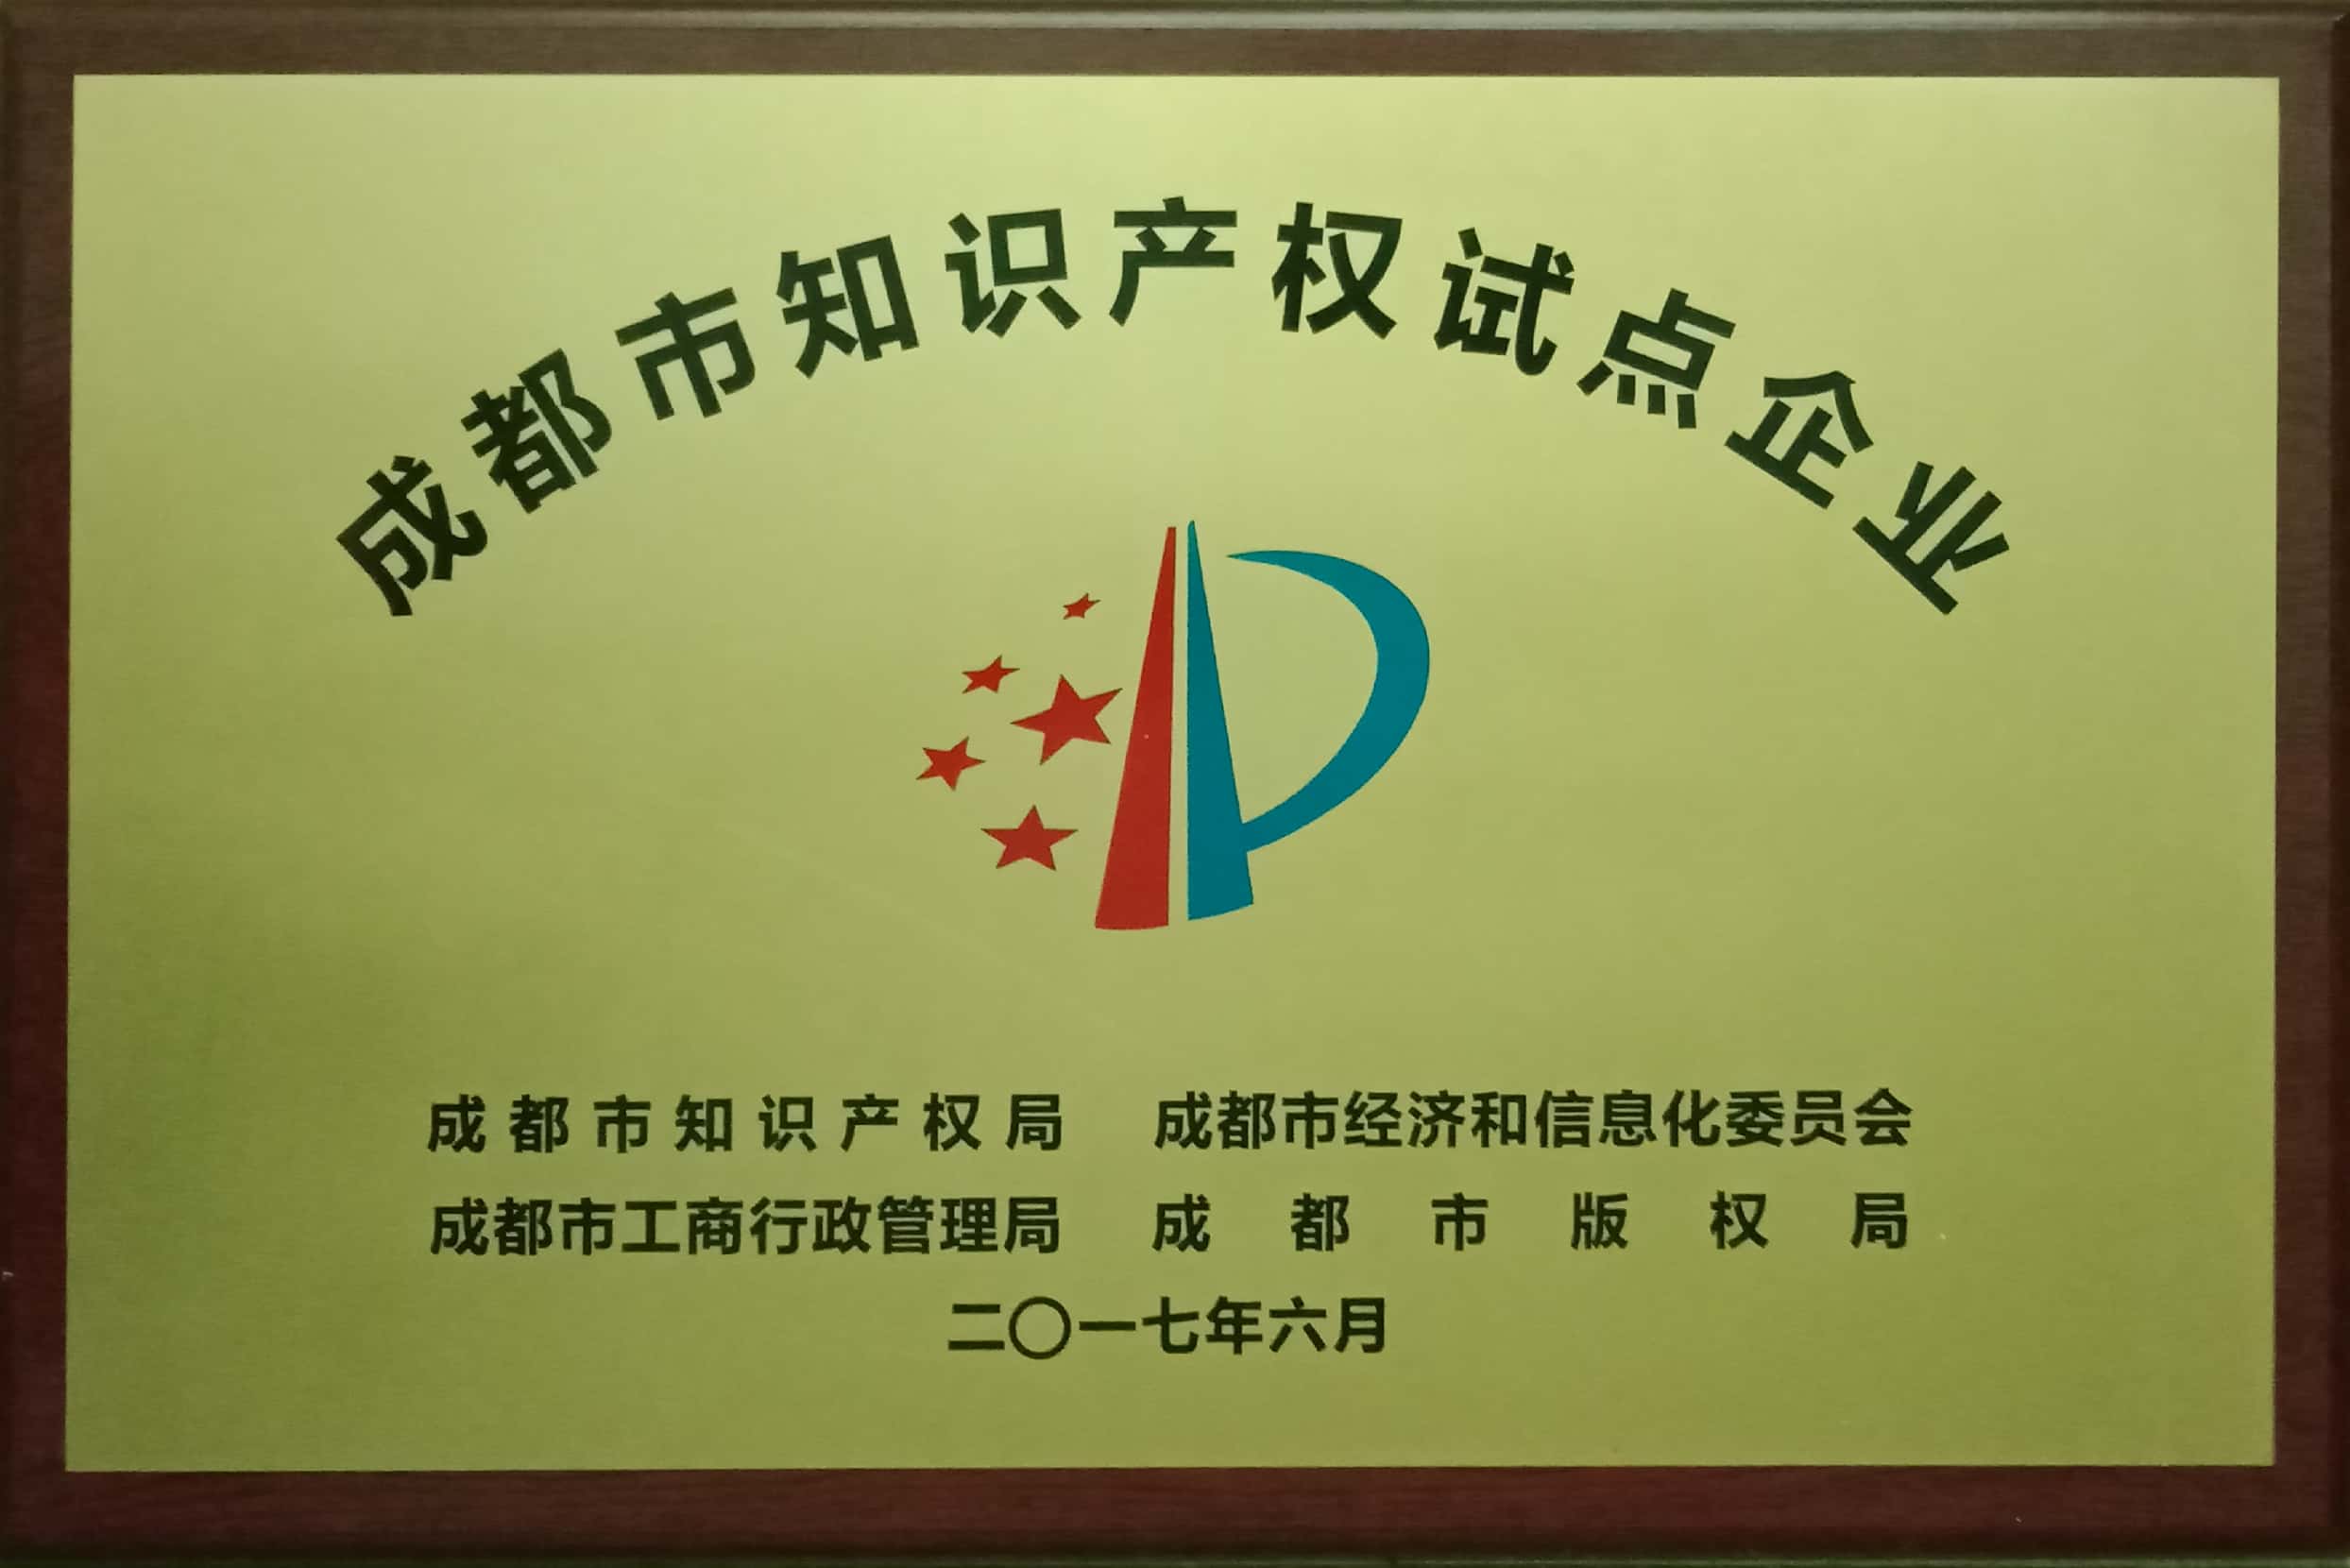 成都市知识产权试点企业
成都市知识产权局 成都市经济和信息化委员会
成都市工商行政管理局 成都市版权局
二〇一七年六月